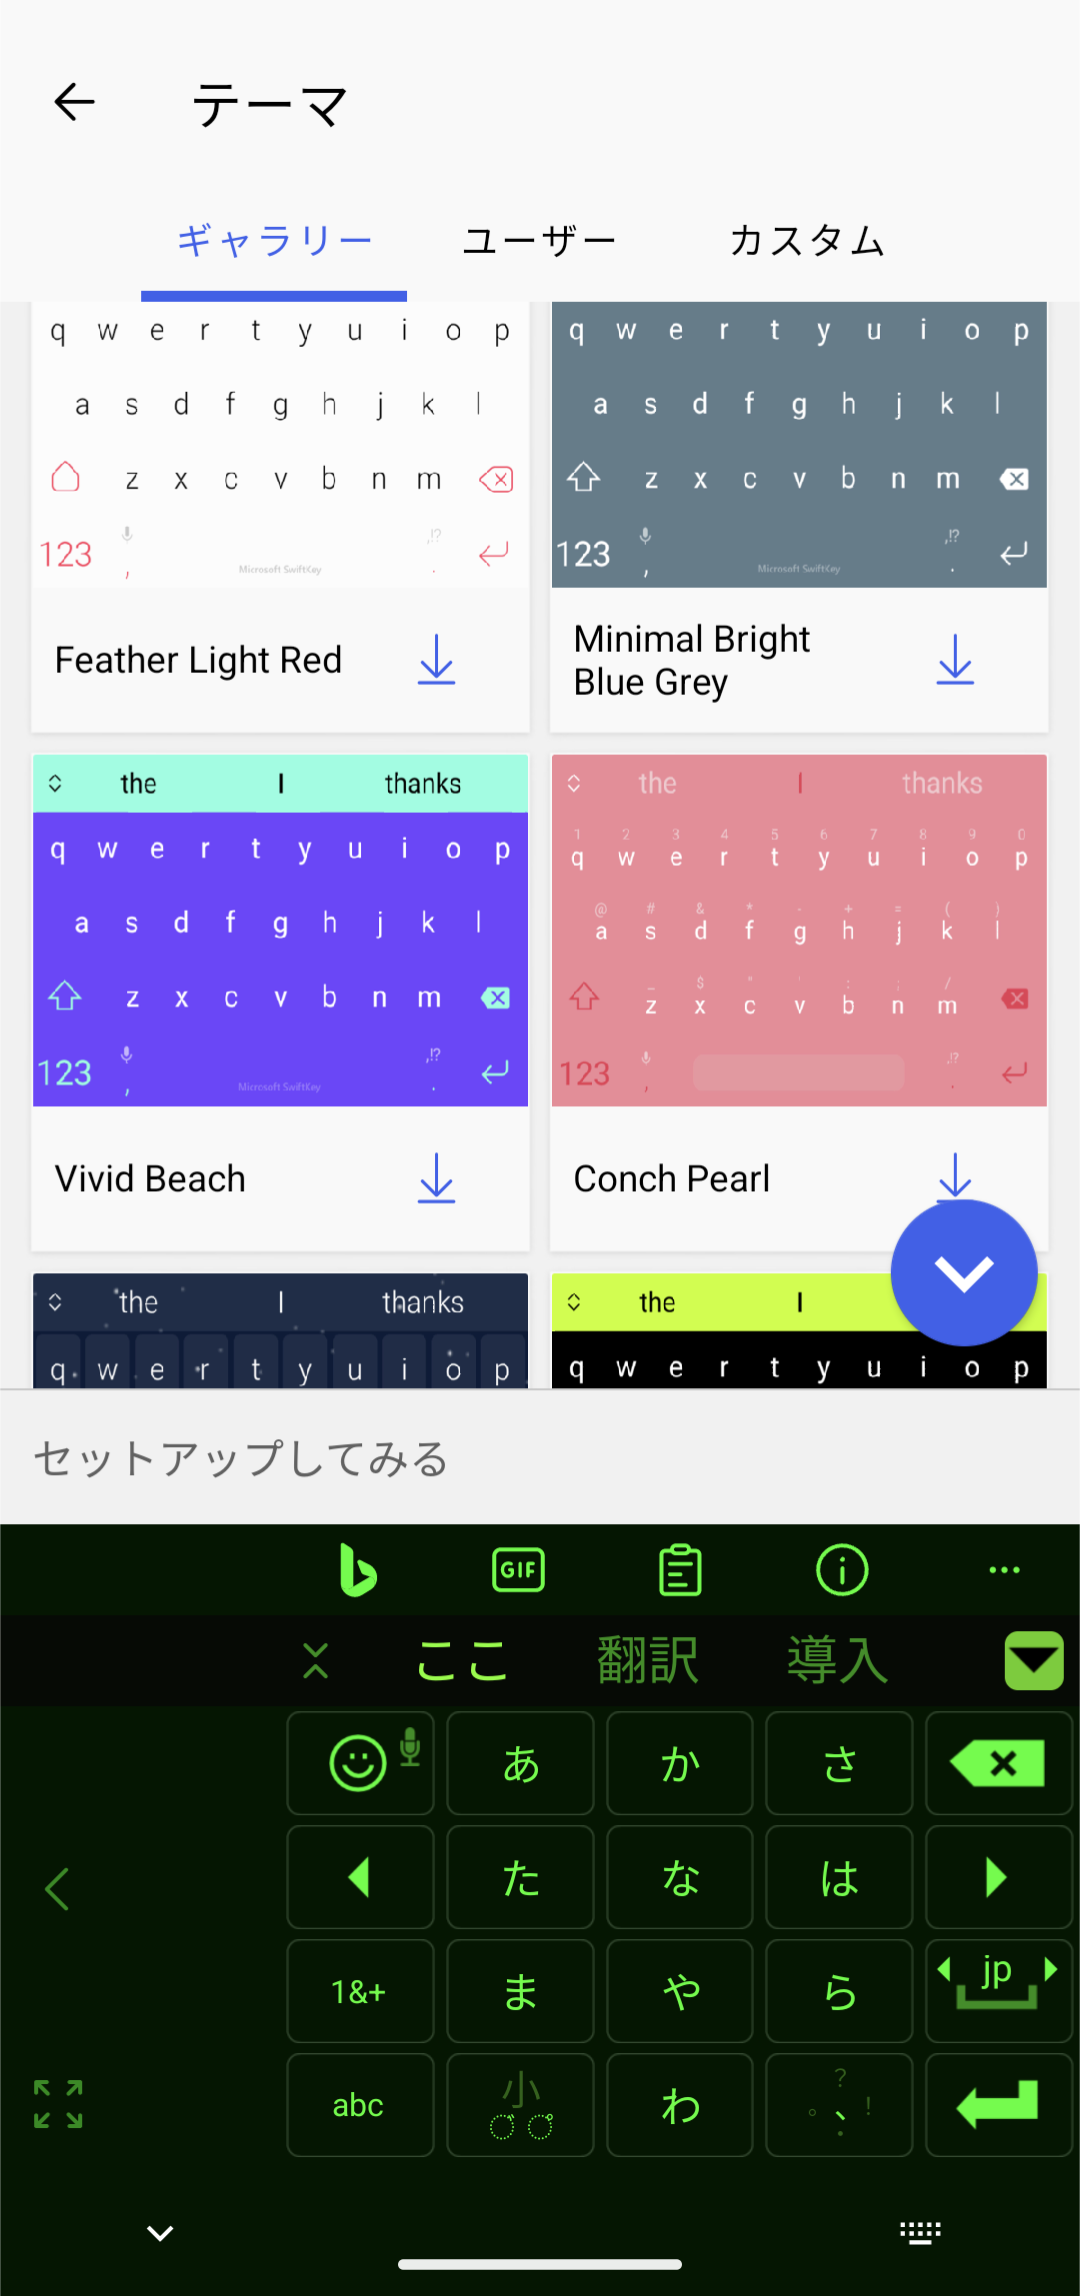 テーマ
ギャラリー ユーザー カスタム
q w e r t y u i o p
a s d f g h j k l
z x c v b n m
123 , ,!? .
Microsoft SwiftKey
q w e r t y u i o p
a s d f g h j k l
z x c v b n m
123 , ,!? .
Microsoft SwiftKey
Feather Light Red
Minimal Bright
Blue Grey
the I thanks
q w e r t y u i o p
a s d f g h j k l
z x c v b n m
123 , ,!? .
Microsoft SwiftKey
the I thanks
1 2 3 4 5 6 7 8 9 0
q w e r t y u i o p
@ # & * - + = ( )
a s d f g h j k l
_ $ " ' : ; /
z x c v b n m
123 , ,!? .
Vivid Beach
Conch Pearl
the I thanks
q w e r t y u i o p
the I
q w e r t y u i o p
セットアップしてみる
GIF
ここ 翻訳 導入
あ か さ
た な は
1&+ ま や ら jp
abc 小 わ 。 ? 、 ! .